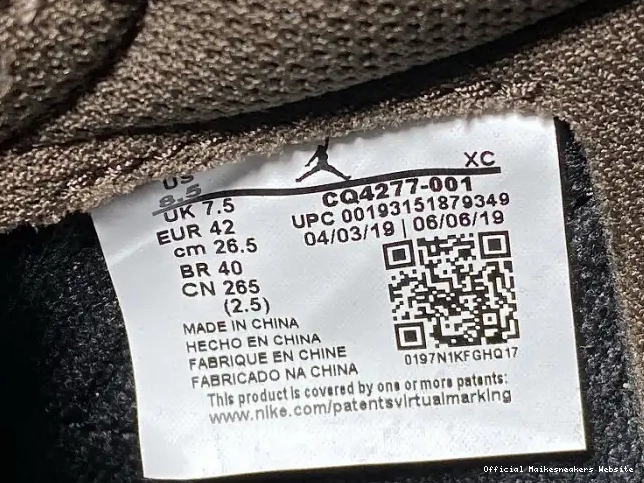 US
8.5
UK 7.5
EUR 42
cm 26.5
BR 40
CN 265
(2.5)
XC
CQ4277-001
UPC 00193151879349
04/03/19 | 06/06/19
0197N1KFGHQ17
MADE IN CHINA
HECHO EN CHINA
FABRIQUE EN CHINE
FABRICADO NA CHINA
This product is covered by one or more patents:
www.nike.com/patentsvirtualmarking
Official Maikesneakers Website